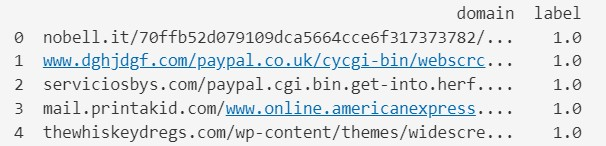 domain label
0 nobell.it/70ffb52d079109dca5664cce6f317373782/... 1.0
1 www.dghjdgf.com/paypal.co.uk/cycgi-bin/webscrc... 1.0
2 serviciosbys.com/paypal.cgi.bin.get-into.herf.... 1.0
3 mail.printakid.com/www.online.americanexpress.... 1.0
4 thewhiskeydregs.com/wp-content/themes/widescre... 1.0